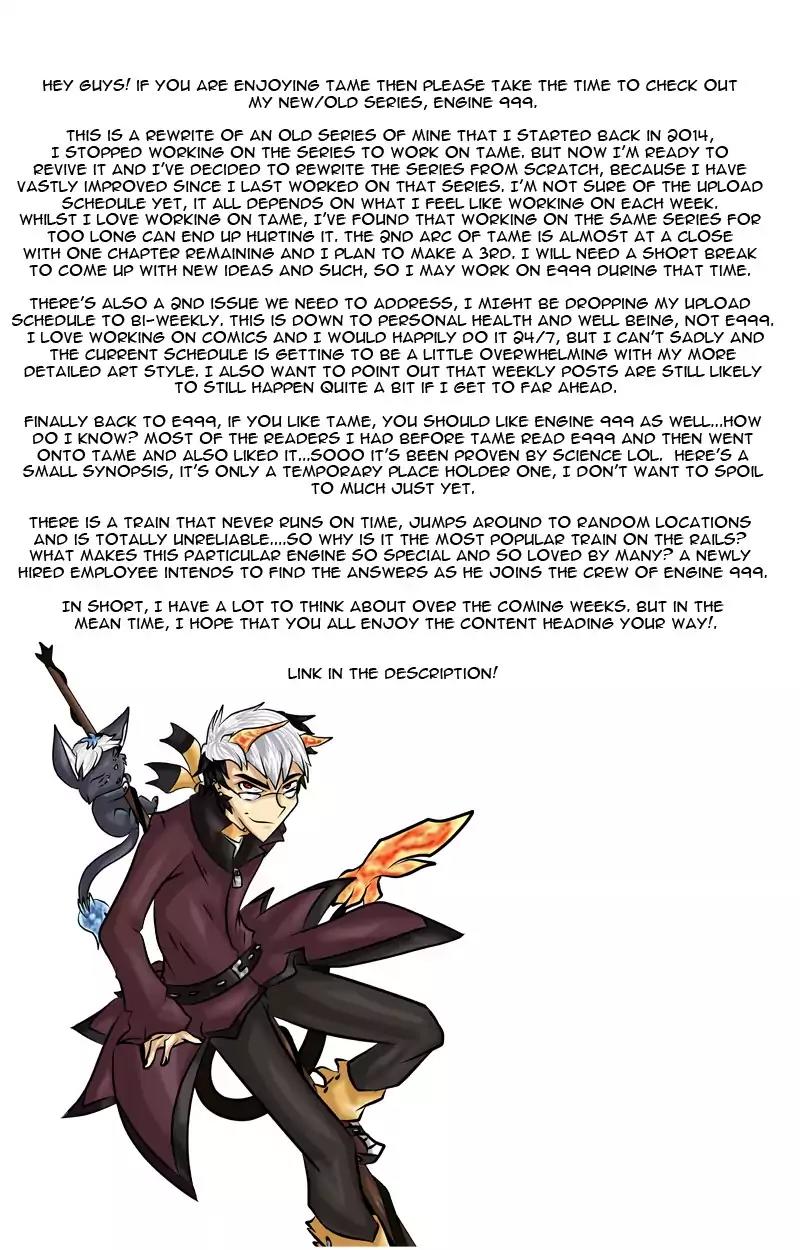 HEY GUYS! IF YOU ARE ENJOYING TAME THEN PLEASE TAKE THE TIME TO CHECK OUT
MY NEW/OLD SERIES, ENGINE 999.
THIS IS A REWRITE OF AN OLD SERIES OF MINE THAT I STARTED BACK IN 2014,
I STOPPED WORKING ON THE SERIES TO WORK ON TAME. BUT NOW I'M READY TO
REVIVE IT AND I'VE DECIDED TO REWRITE THE SERIES FROM SCRATCH, BECAUSE I HAVE
VASTLY IMPROVED SINCE I LAST WORKED ON THAT SERIES. I'M NOT SURE OF THE UPLOAD
SCHEDULE YET, IT ALL DEPENDS ON WHAT I FEEL LIKE WORKING ON EACH WEEK.
WHILST I LOVE WORKING ON TAME, I'VE FOUND THAT WORKING ON THE SAME SERIES FOR
TOO LONG CAN END UP HURTING IT. THE 2ND ARC OF TAME IS ALMOST AT A CLOSE
WITH ONE CHAPTER REMAINING AND I PLAN TO MAKE A 3RD. I WILL NEED A SHORT BREAK
TO COME UP WITH NEW IDEAS AND SUCH, SO I MAY WORK ON E999 DURING THAT TIME.
THERE'S ALSO A 2ND ISSUE WE NEED TO ADDRESS, I MIGHT BE DROPPING MY UPLOAD
SCHEDULE TO BI-WEEKLY. THIS IS DOWN TO PERSONAL HEALTH AND WELL BEING, NOT E999.
I LOVE WORKING ON COMICS AND I WOULD HAPPILY DO IT 24/7, BUT I CAN'T SADLY AND
THE CURRENT SCHEDULE IS GETTING TO BE A LITTLE OVERWHELMING WITH MY MORE
DETAILED ART STYLE. I ALSO WANT TO POINT OUT THAT WEEKLY POSTS ARE STILL LIKELY
TO STILL HAPPEN QUITE A BIT IF I GET TO FAR AHEAD.
FINALLY BACK TO E999, IF YOU LIKE TAME, YOU SHOULD LIKE ENGINE 999 AS WELL...HOW
DO I KNOW? MOST OF THE READERS I HAD BEFORE TAME READ E999 AND THEN WENT
ONTO TAME AND ALSO LIKED IT...SOOO IT'S BEEN PROVEN BY SCIENCE LOL. HERE'S A
SMALL SYNOPSIS, IT'S ONLY A TEMPORARY PLACE HOLDER ONE, I DON'T WANT TO SPOIL
TO MUCH JUST YET.
THERE IS A TRAIN THAT NEVER RUNS ON TIME, JUMPS AROUND TO RANDOM LOCATIONS
AND IS TOTALLY UNRELIABLE....SO WHY IS IT THE MOST POPULAR TRAIN ON THE RAILS?
WHAT MAKES THIS PARTICULAR ENGINE SO SPECIAL AND SO LOVED BY MANY? A NEWLY
HIRED EMPLOYEE INTENDS TO FIND THE ANSWERS AS HE JOINS THE CREW OF ENGINE 999.
IN SHORT, I HAVE A LOT TO THINK ABOUT OVER THE COMING WEEKS. BUT IN THE
MEAN TIME, I HOPE THAT YOU ALL ENJOY THE CONTENT HEADING YOUR WAY!.
LINK IN THE DESCRIPTION!